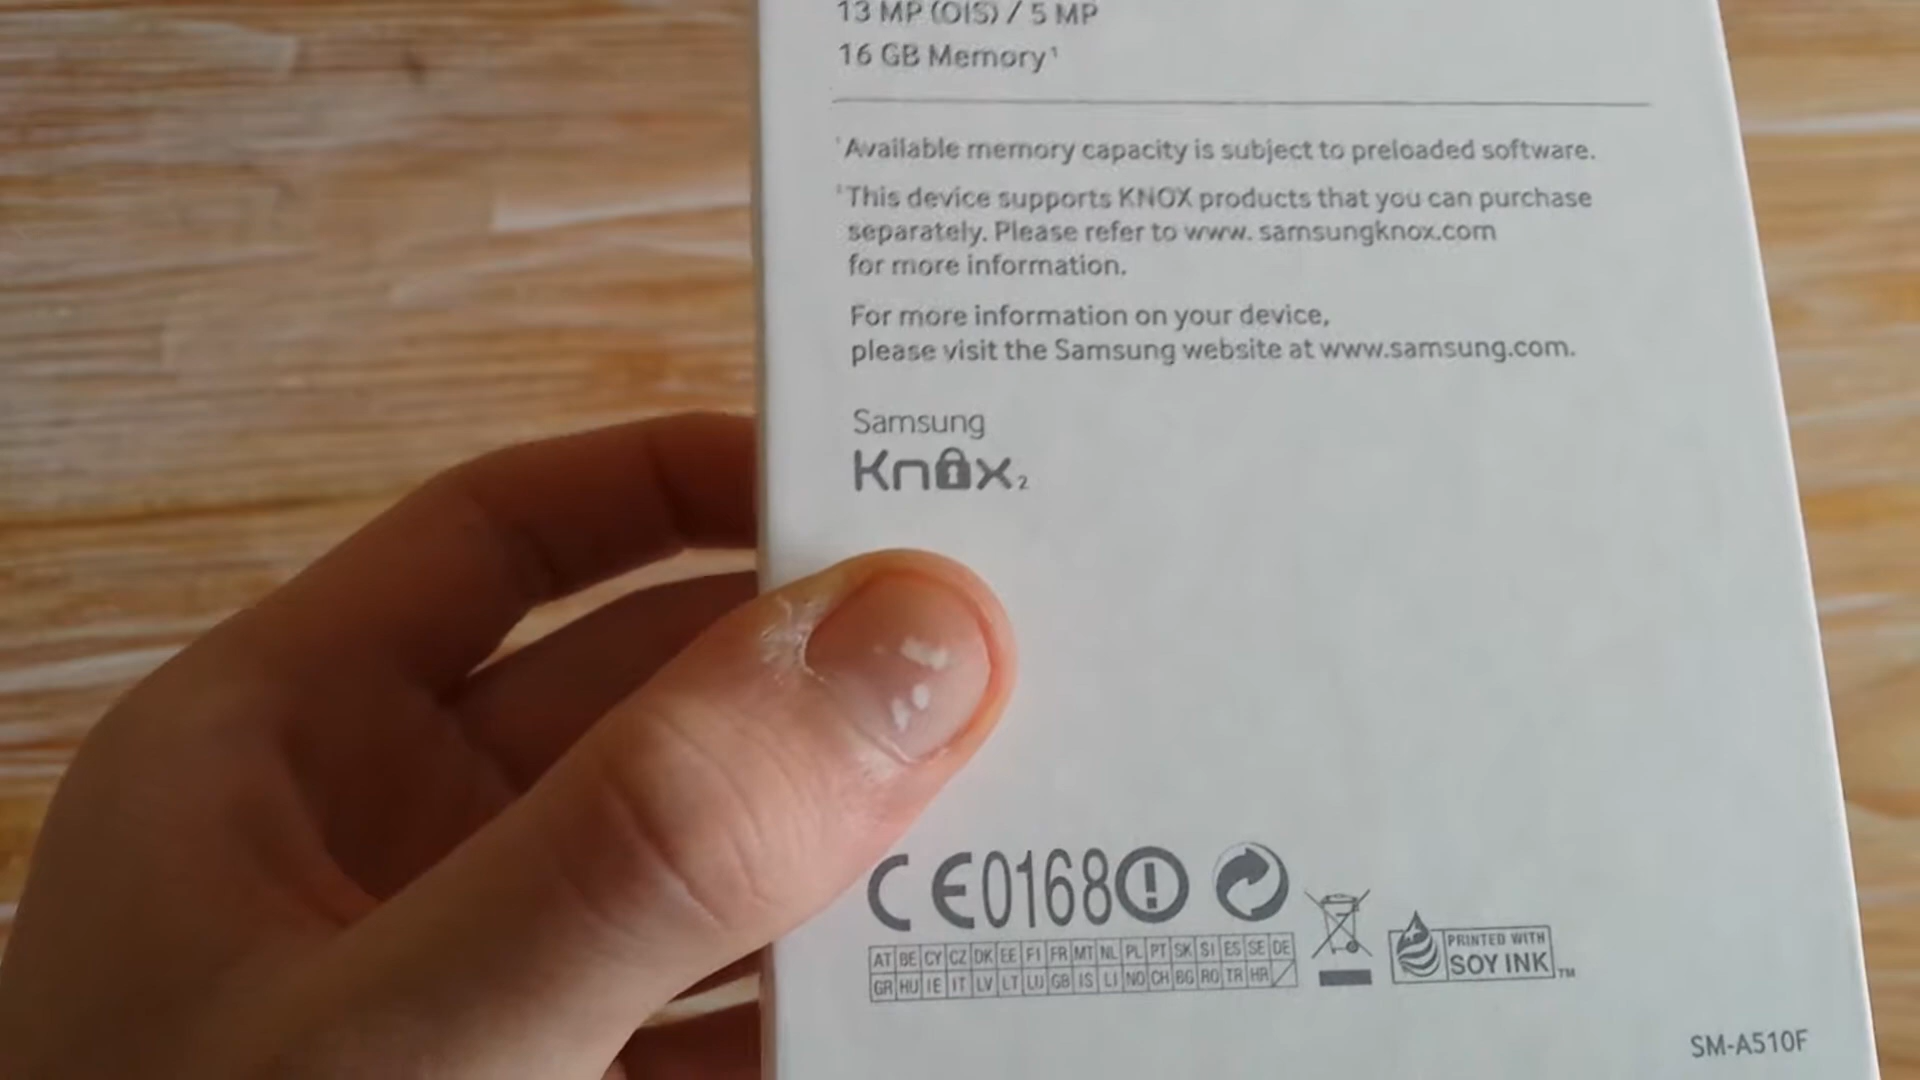 13 MP (OIS) / 5 MP
16 GB Memory¹
¹Available memory capacity is subject to preloaded software.
²This device supports KNOX products that you can purchase
separately. Please refer to www. samsungknox.com
for more information.
For more information on your device,
please visit the Samsung website at www.samsung.com.
Samsung
Knox2
CE0168
AT BE CY CZ DK EE FI FR MT NL PL PT SK SI ES SE DE
GR HU IE IT LV LT LU GB IS LI NO CH BG RO TR HR
PRINTED WITH
SOY INK™
SM-A510F